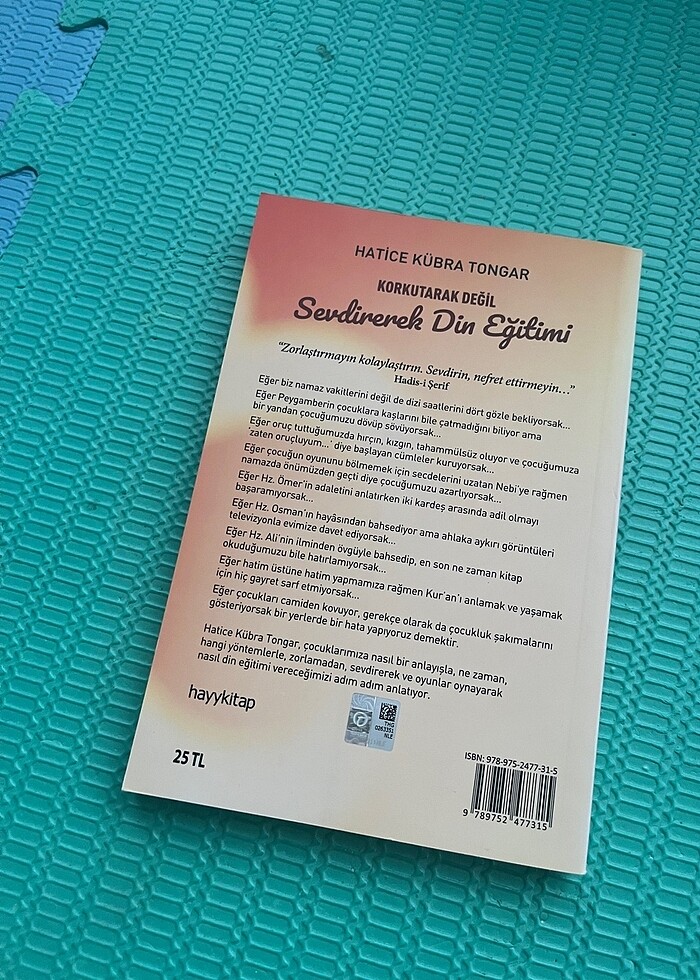 HATİCE KÜBRA TONGAR
KORKUTARAK DEĞİL
Sevdirerek Din Eğitimi
"Zorlaştırmayın kolaylaştırın. Sevdirin, nefret ettirmeyin..."
Hadis-i Şerif
Eğer biz namaz vakitlerini değil de dizi saatlerini dört gözle bekliyorsak...
Eğer Peygamberin çocuklara kaşlarını bile çatmadığını biliyor ama
bir yandan çocuğumuzu dövüp sövüyorsak...
Eğer oruç tuttuğumuzda hırçın, kızgın, tahammülsüz oluyor ve çocuğumuza
'zaten oruçluyum...' diye başlayan cümleler kuruyorsak...
Eğer çocuğun oyununu bölmemek için secdelerini uzatan Nebi'ye rağmen
namazda önümüzden geçti diye çocuğumuzu azarlıyorsak...
Eğer Hz. Ömer'in adaletini anlatırken iki kardeş arasında adil olmayı
başaramıyorsak...
Eğer Hz. Osman'ın hayâsından bahsediyor ama ahlaka aykırı görüntüleri
televizyonla evimize davet ediyorsak...
Eğer Hz. Ali'nin ilminden övgüyle bahsedip, en son ne zaman kitap
okuduğumuzu bile hatırlamıyorsak...
Eğer hatim üstüne hatim yapmamıza rağmen Kur'an'ı anlamak ve yaşamak
için hiç gayret sarf etmiyorsak...
Eğer çocukları camiden kovuyor, gerekçe olarak da çocukluk şakımalarını
gösteriyorsak bir yerlerde bir hata yapıyoruz demektir.
Hatice Kübra Tongar, çocuklarımıza nasıl bir anlayışla, ne zaman,
hangi yöntemlerle, zorlamadan, sevdirerek ve oyunlar oynayarak
nasıl din eğitimi vereceğimizi adım adım anlatıyor.
hayykitap
THG
0263351
NLE
25 TL
ISBN: 978-975-2477-31-5
9 789752 477315